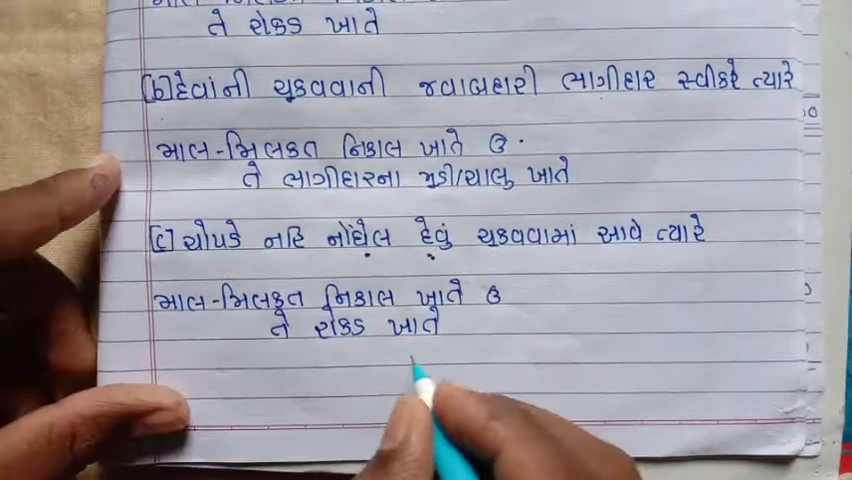 તે રોકડ ખાતે
[b] દેવાંની ચૂકવવાની જવાબદારી ભાગીદાર સ્વીકારે ત્યારે
માલ-મિલકત નિકાલ ખાતે ઉ.
તે ભાગીદારના મૂડી/ચાલુ ખાતે
[c] ચોપડે નહિ નોંધેલ દેવું ચૂકવવામાં આવે ત્યારે
માલ-મિલકત નિકાલ ખાતે ઉ
તે રોકડ ખાતે